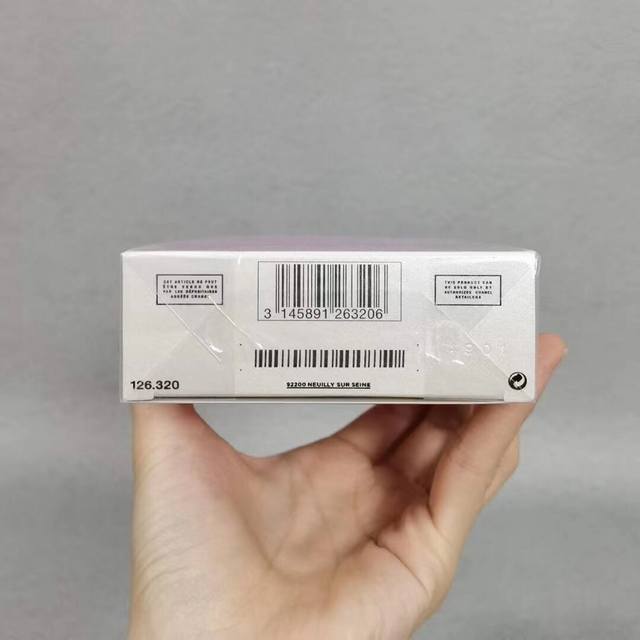 CET ARTICLE NE PEUT
ÊTRE VENDU QUE
PAR LES DÉPOSITAIRES
AGRÉÉS CHANEL
THIS PRODUCT CAN
BE SOLD ONLY BY
AUTHORIZED CHANEL
RETAILERS
3 145891 263206
126.320
92200 NEUILLY SUR SEINE